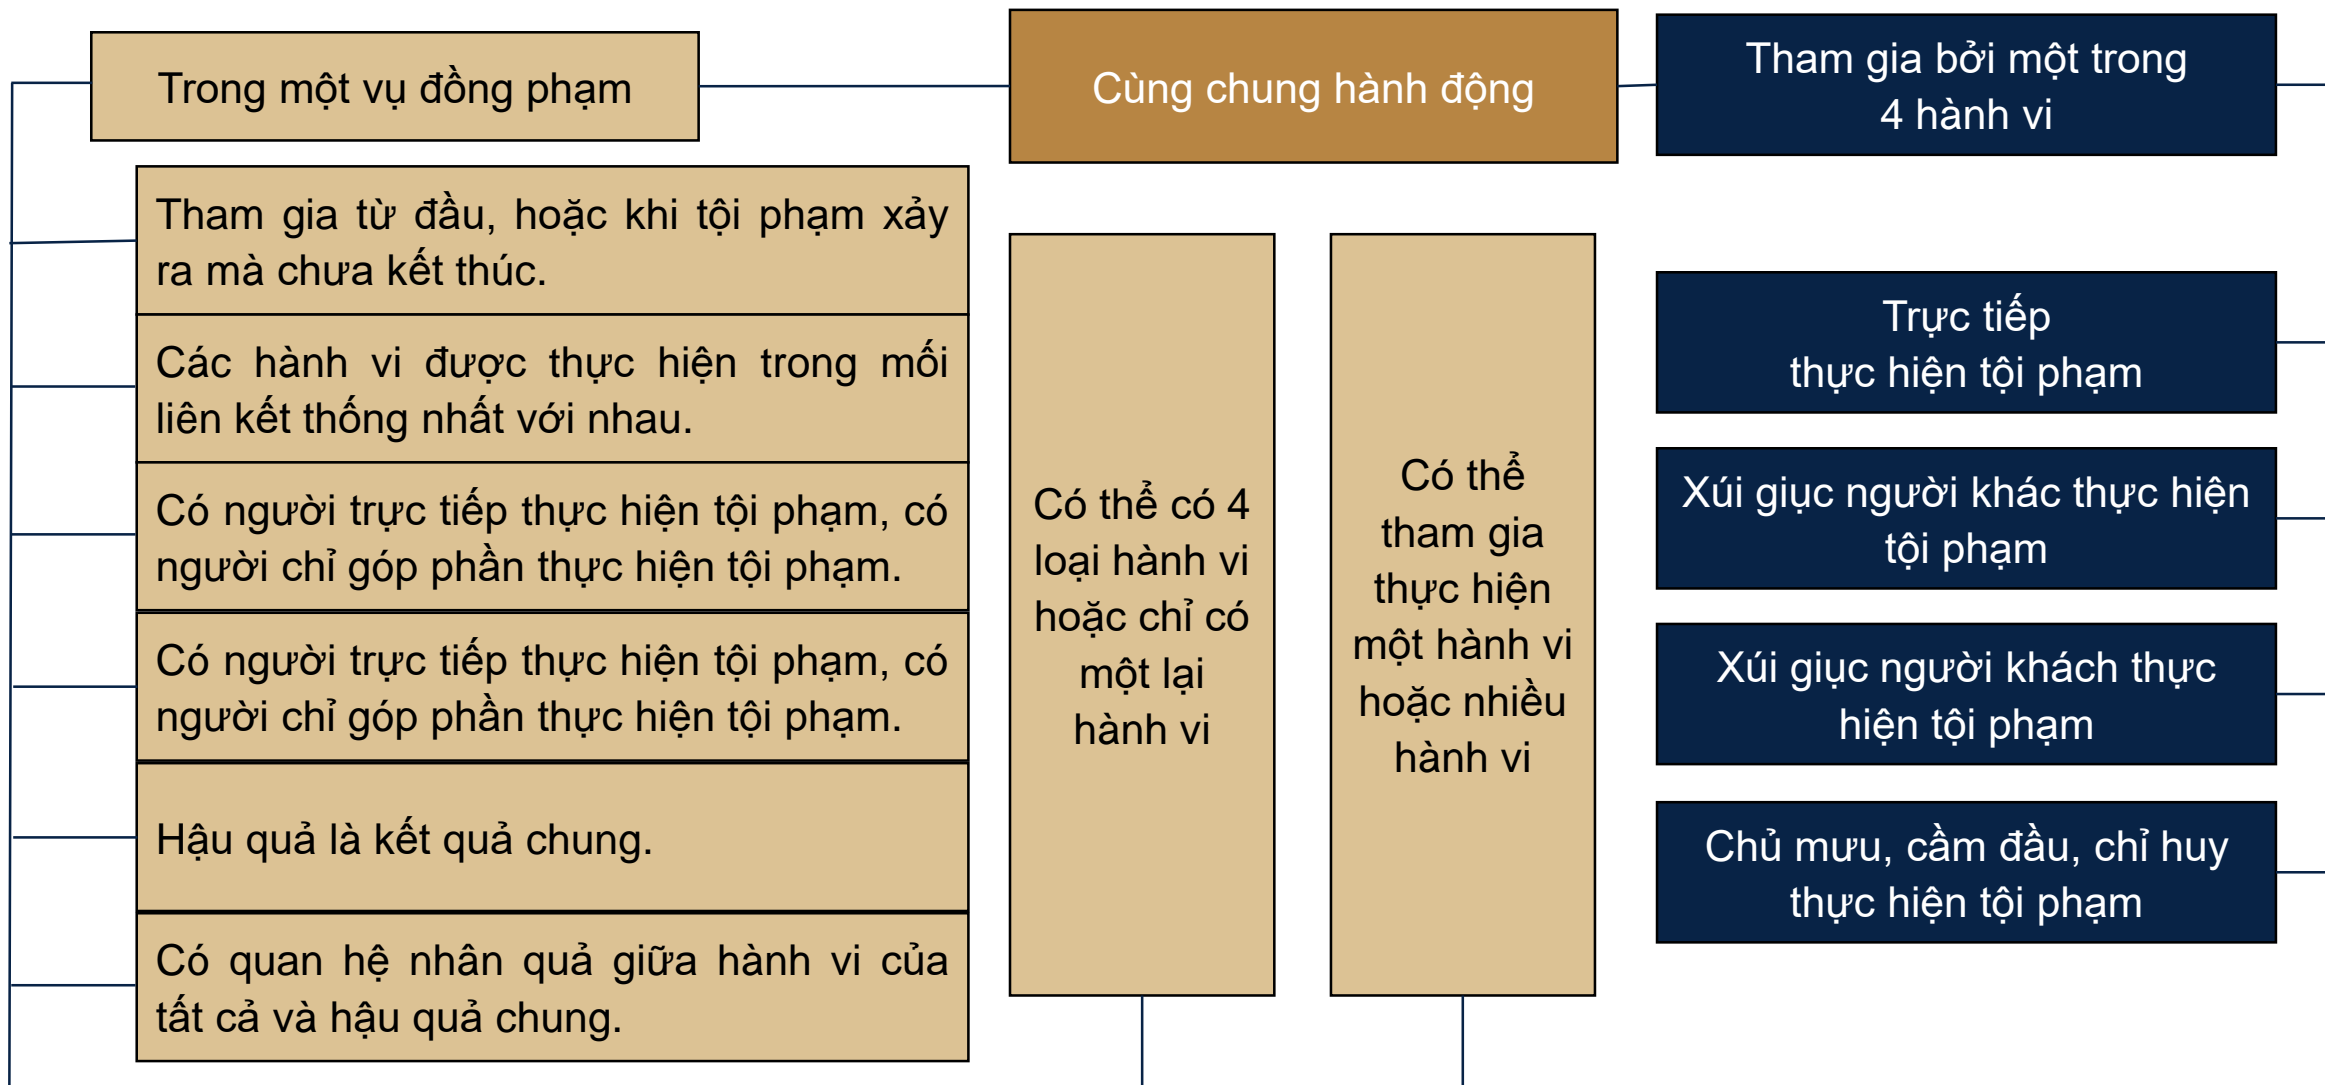 Trong một vụ đồng phạm
Cùng chung hành động
Tham gia bởi một trong
4 hành vi
Tham gia từ đầu, hoặc khi tội phạm xảy
ra mà chưa kết thúc.
Các hành vi được thực hiện trong mối
liên kết thống nhất với nhau.
Có người trực tiếp thực hiện tội phạm, có
người chỉ góp phần thực hiện tội phạm.
Có người trực tiếp thực hiện tội phạm, có
người chỉ góp phần thực hiện tội phạm.
Hậu quả là kết quả chung.
Có quan hệ nhân quả giữa hành vi của
tất cả và hậu quả chung.
Có thể có 4
loại hành vi
hoặc chỉ có
một lại
hành vi
Có thể
tham gia
thực hiện
một hành vi
hoặc nhiều
hành vi
Trực tiếp
thực hiện tội phạm
Xúi giục người khác thực hiện
tội phạm
Xúi giục người khách thực
hiện tội phạm
Chủ mưu, cầm đầu, chỉ huy
thực hiện tội phạm